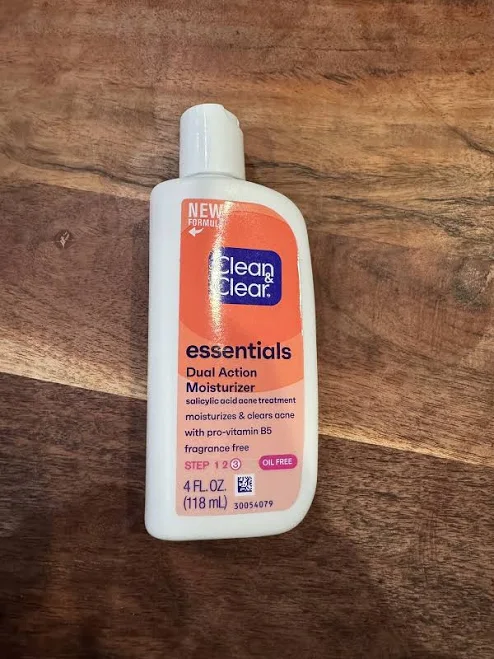 NEW
FORMULA
Clean
&
Clear®
essentials
Dual Action
Moisturizer
salicylic acid acne treatment
moisturizes & clears acne
with pro-vitamin B5
fragrance free
STEP 1 2 3 OIL FREE
4 FL. OZ.
(118 mL) 30054079